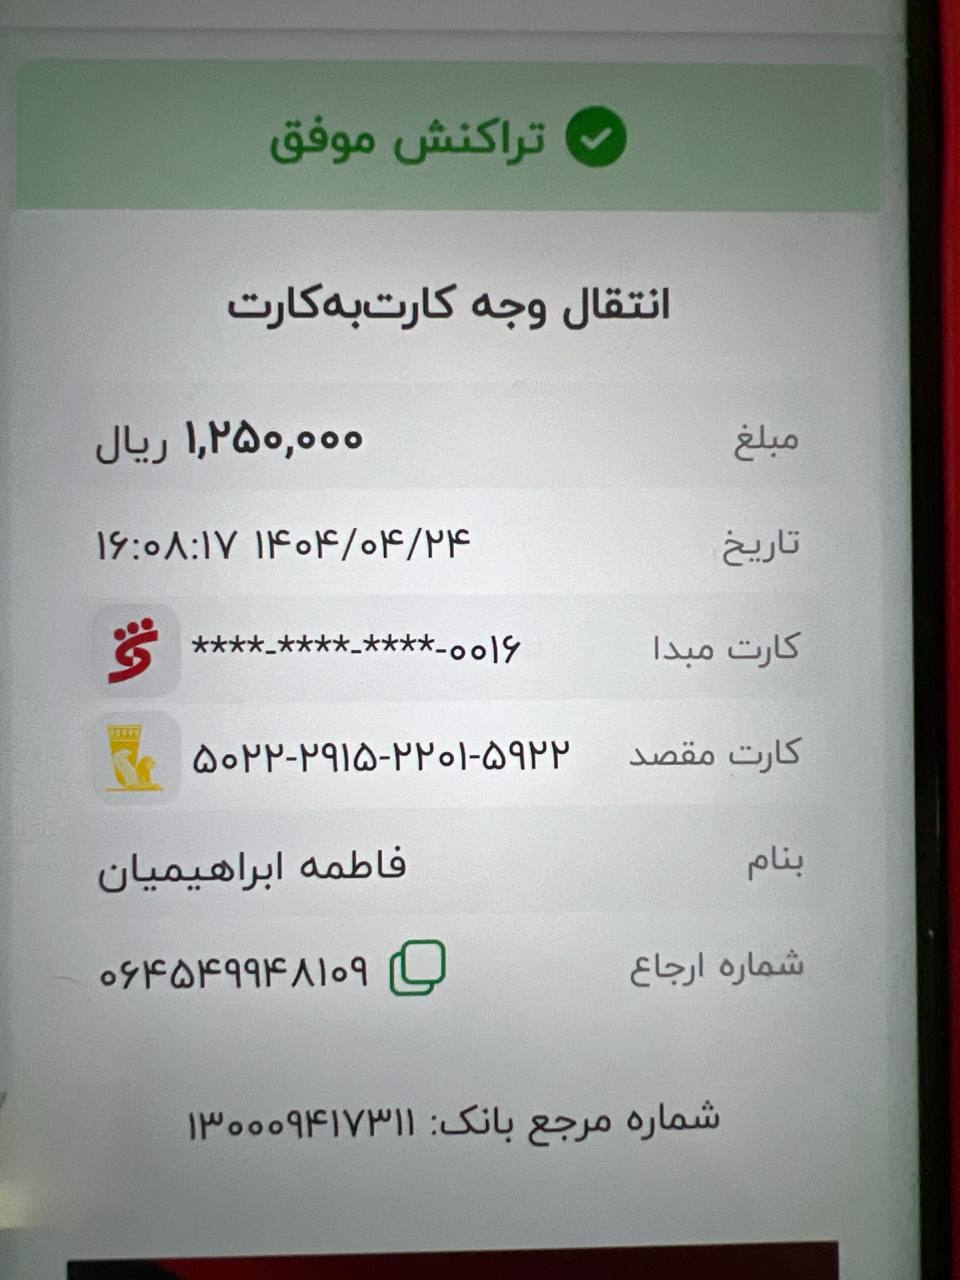 تراکنش موفق
انتقال وجه کارت‌به‌کارت
مبلغ ۱,۲۵۰,۰۰۰ ریال
تاریخ ۱۴۰۴/۰۴/۲۴ ۱۶:۰۸:۱۷
کارت مبدا ****-****-****-۰۰۱۶
کارت مقصد ۵۰۲۲-۲۹۱۵-۲۲۰۱-۵۹۲۲
بنام فاطمه ابراهیمیان
شماره ارجاع ۰۶۴۵۴۹۹۴۸۱۰۹
شماره مرجع بانک: ۱۳۰۰۰۹۴۱۷۳۱۱